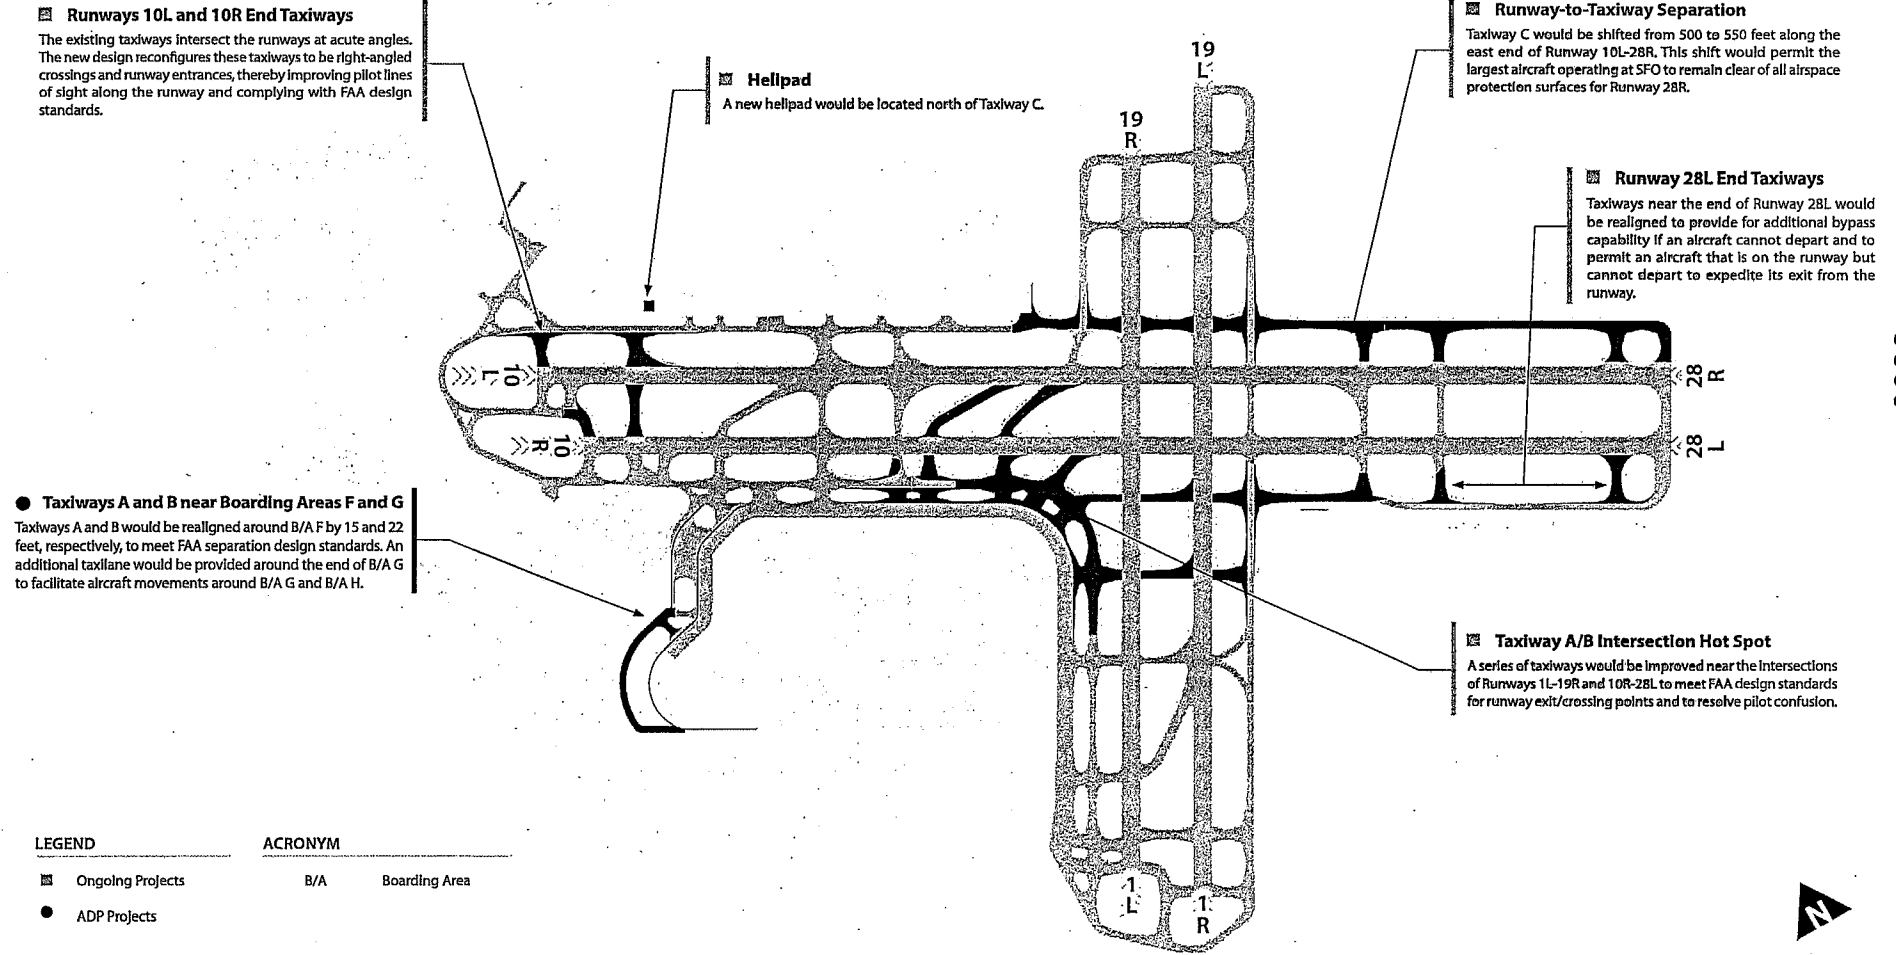 Runways 10L and 10R End Taxiways
The existing taxiways intersect the runways at acute angles.
The new design reconfigures these taxiways to be right-angled
crossings and runway entrances, thereby improving pilot lines
of sight along the runway and complying with FAA design
standards.
Helipad
A new helipad would be located north of Taxiway C.
Runway-to-Taxiway Separation
Taxiway C would be shifted from 500 to 550 feet along the
east end of Runway 10L-28R. This shift would permit the
largest aircraft operating at SFO to remain clear of all airspace
protection surfaces for Runway 28R.
19
L
19
R
Runway 28L End Taxiways
Taxiways near the end of Runway 28L would
be realigned to provide for additional bypass
capability if an aircraft cannot depart and to
permit an aircraft that is on the runway but
cannot depart to expedite its exit from the
runway.
10
L
28
R
10
R
28
L
Taxiways A and B near Boarding Areas F and G
Taxiways A and B would be realigned around B/A F by 15 and 22
feet, respectively, to meet FAA separation design standards. An
additional taxilane would be provided around the end of B/A G
to facilitate aircraft movements around B/A G and B/A H.
Taxiway A/B Intersection Hot Spot
A series of taxiways would be improved near the intersections
of Runways 1L-19R and 10R-28L to meet FAA design standards
for runway exit/crossing points and to resolve pilot confusion.
LEGEND
Ongoing Projects
ADP Projects
ACRONYM
B/A Boarding Area
1
L
1
R
N